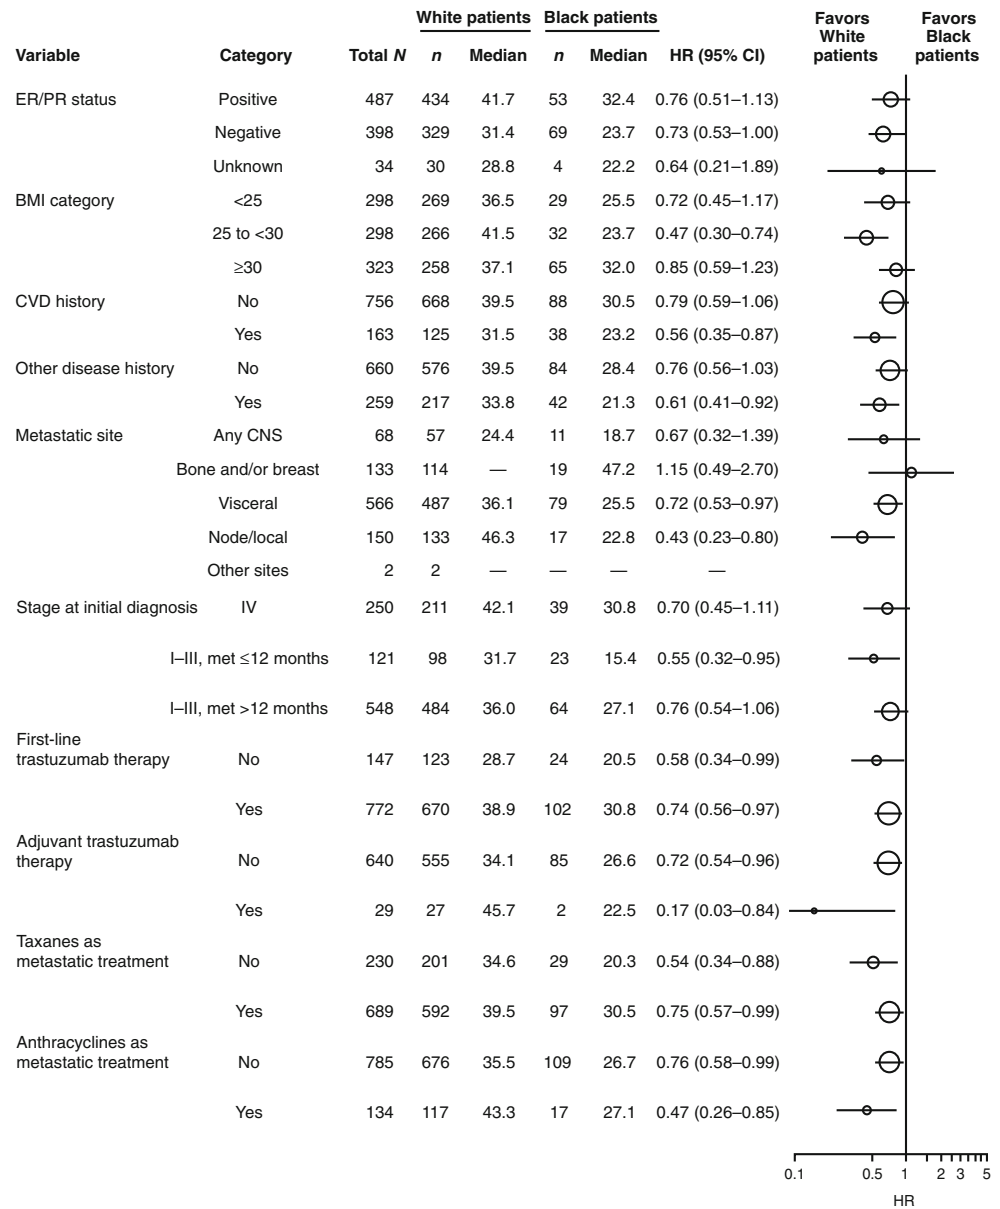 White patients Black patients Favors White patients Favors Black patients
Variable Category Total N n Median n Median HR (95% CI)
ER/PR status Positive 487 434 41.7 53 32.4 0.76 (0.51–1.13)
Negative 398 329 31.4 69 23.7 0.73 (0.53–1.00)
Unknown 34 30 28.8 4 22.2 0.64 (0.21–1.89)
BMI category <25 298 269 36.5 29 25.5 0.72 (0.45–1.17)
25 to <30 298 266 41.5 32 23.7 0.47 (0.30–0.74)
≥30 323 258 37.1 65 32.0 0.85 (0.59–1.23)
CVD history No 756 668 39.5 88 30.5 0.79 (0.59–1.06)
Yes 163 125 31.5 38 23.2 0.56 (0.35–0.87)
Other disease history No 660 576 39.5 84 28.4 0.76 (0.56–1.03)
Yes 259 217 33.8 42 21.3 0.61 (0.41–0.92)
Metastatic site Any CNS 68 57 24.4 11 18.7 0.67 (0.32–1.39)
Bone and/or breast 133 114 — 19 47.2 1.15 (0.49–2.70)
Visceral 566 487 36.1 79 25.5 0.72 (0.53–0.97)
Node/local 150 133 46.3 17 22.8 0.43 (0.23–0.80)
Other sites 2 2 — — — —
Stage at initial diagnosis IV 250 211 42.1 39 30.8 0.70 (0.45–1.11)
I–III, met ≤12 months 121 98 31.7 23 15.4 0.55 (0.32–0.95)
I–III, met >12 months 548 484 36.0 64 27.1 0.76 (0.54–1.06)
First-line
trastuzumab therapy No 147 123 28.7 24 20.5 0.58 (0.34–0.99)
Yes 772 670 38.9 102 30.8 0.74 (0.56–0.97)
Adjuvant trastuzumab
therapy No 640 555 34.1 85 26.6 0.72 (0.54–0.96)
Yes 29 27 45.7 2 22.5 0.17 (0.03–0.84)
Taxanes as
metastatic treatment No 230 201 34.6 29 20.3 0.54 (0.34–0.88)
Yes 689 592 39.5 97 30.5 0.75 (0.57–0.99)
Anthracyclines as
metastatic treatment No 785 676 35.5 109 26.7 0.76 (0.58–0.99)
Yes 134 117 43.3 17 27.1 0.47 (0.26–0.85)
0.1 0.5 1 2 3 5
HR